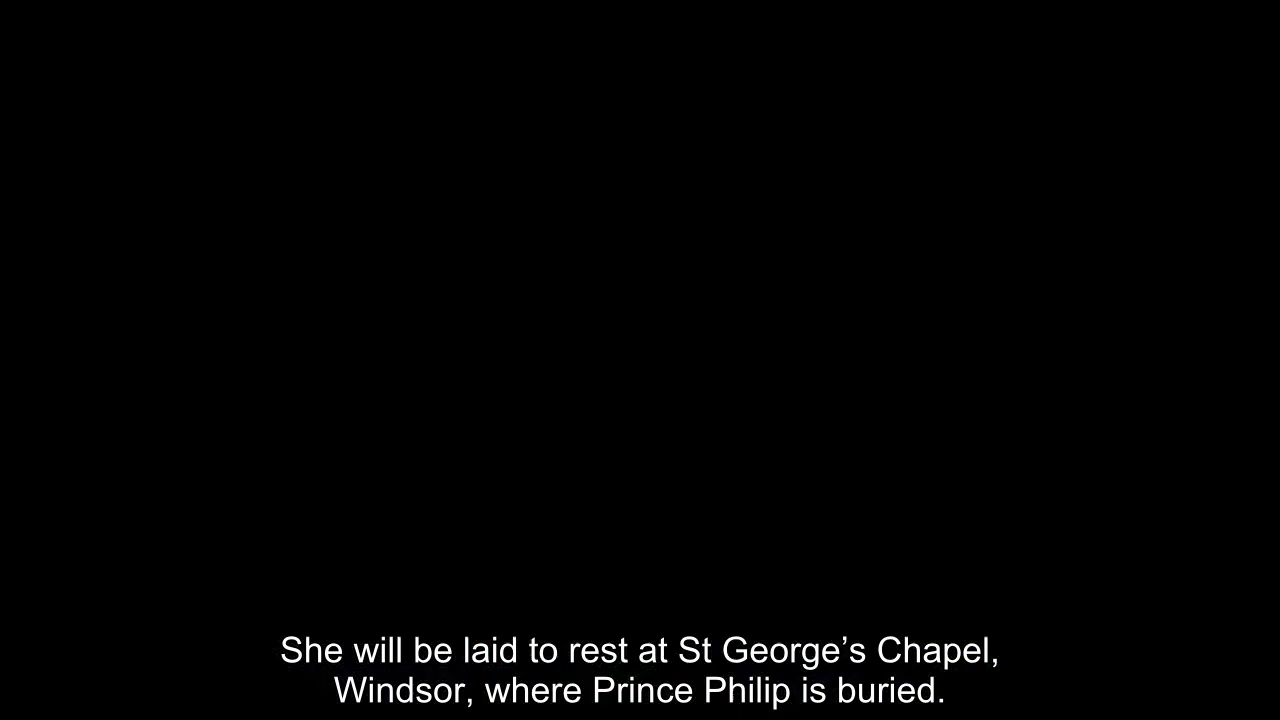 She will be laid to rest at St George’s Chapel,
Windsor, where Prince Philip is buried.